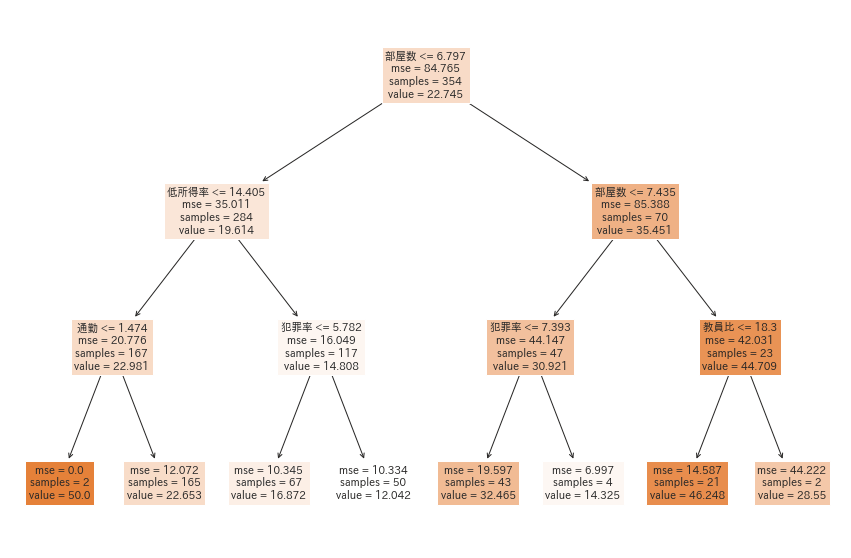 部屋数 <= 6.797
mse = 84.765
samples = 354
value = 22.745
低所得率 <= 14.405
mse = 35.011
samples = 284
value = 19.614
部屋数 <= 7.435
mse = 85.388
samples = 70
value = 35.451
通勤 <= 1.474
mse = 20.776
samples = 167
value = 22.981
犯罪率 <= 5.782
mse = 16.049
samples = 117
value = 14.808
犯罪率 <= 7.393
mse = 44.147
samples = 47
value = 30.921
教員比 <= 18.3
mse = 42.031
samples = 23
value = 44.709
mse = 0.0
samples = 2
value = 50.0
mse = 12.072
samples = 165
value = 22.653
mse = 10.345
samples = 67
value = 16.872
mse = 10.334
samples = 50
value = 12.042
mse = 19.597
samples = 43
value = 32.465
mse = 6.997
samples = 4
value = 14.325
mse = 14.587
samples = 21
value = 46.248
mse = 44.222
samples = 2
value = 28.55